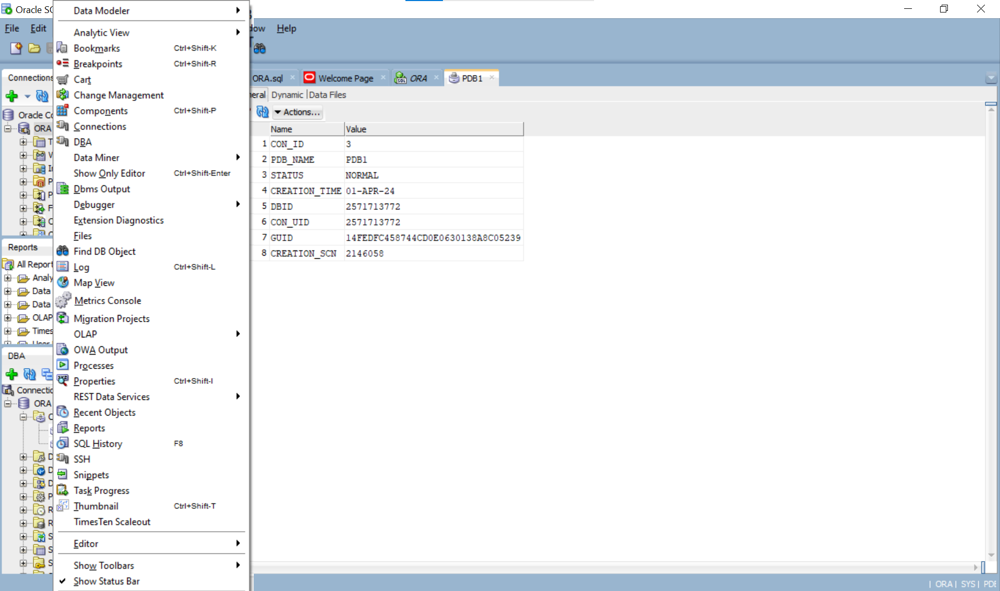 Oracle SQ
File Edit
Window Help
Data Modeler
Analytic View
Bookmarks Ctrl+Shift-K
Breakpoints Ctrl+Shift-R
Cart
Change Management
Components Ctrl+Shift-P
Connections
DBA
Data Miner
Show Only Editor Ctrl+Shift-Enter
Dbms Output
Debugger
Extension Diagnostics
Files
Find DB Object
Log Ctrl+Shift-L
Map View
Metrics Console
Migration Projects
OLAP
OWA Output
Processes
Properties Ctrl+Shift-I
REST Data Services
Recent Objects
Reports
SQL History F8
SSH
Snippets
Task Progress
Thumbnail Ctrl+Shift-T
TimesTen Scaleout
Editor
Show Toolbars
Show Status Bar
Connections
Oracle Co
ORA
T
V
I
P
P
F
Reports
All Report
Analy
Data
Data
OLAP
Times
User
DBA
Connectio
ORA
C
D
D
D
P
R
R
S
S
S
ORA.sql Welcome Page ORA PDB1
neral Dynamic Data Files
Actions...
Name Value
1 CON_ID 3
2 PDB_NAME PDB1
3 STATUS NORMAL
4 CREATION_TIME 01-APR-24
5 DBID 2571713772
6 CON_UID 2571713772
7 GUID 14FEDFC458744CD0E0630138A8C05239
8 CREATION_SCN 2146058
| ORA | SYS | PDB